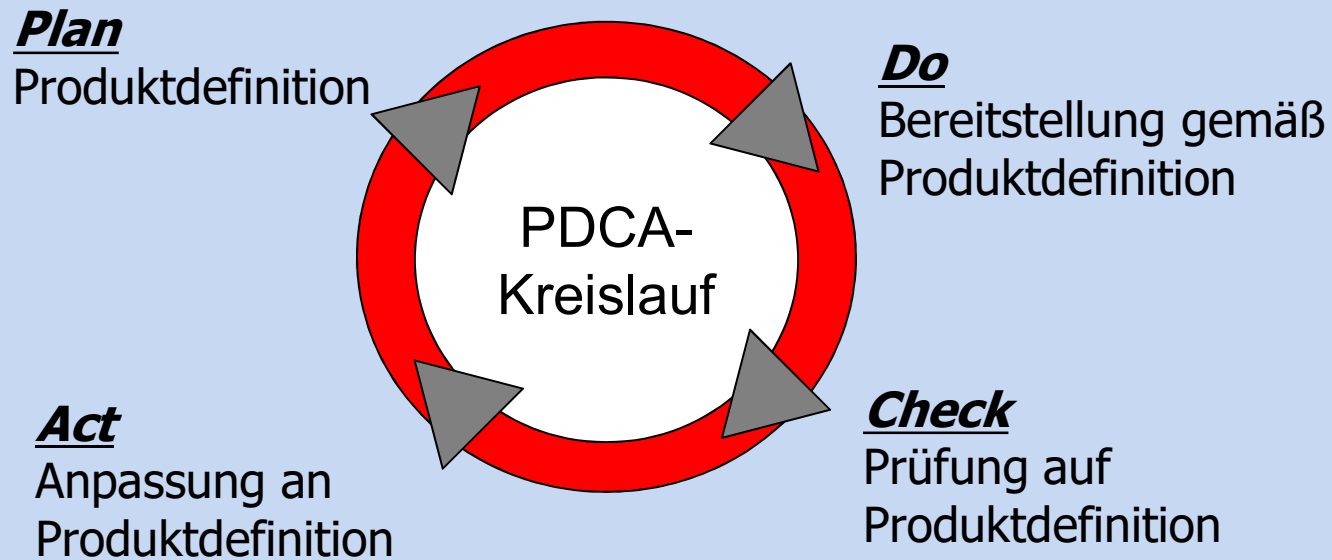 Plan
Produktdefinition
Do
Bereitstellung gemäß
Produktdefinition
PDCA-
Kreislauf
Act
Anpassung an
Produktdefinition
Check
Prüfung auf
Produktdefinition